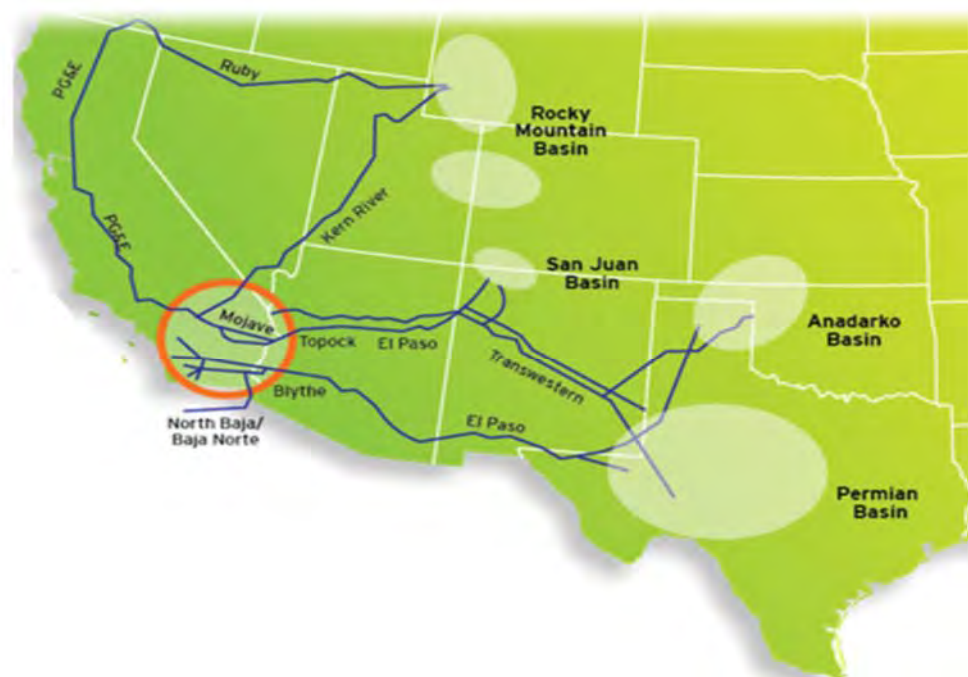 PG&E
Ruby
Rocky
Mountain
Basin
Kern River
PG&E
San Juan
Basin
Mojave
Topock
El Paso
Anadarko
Basin
Transwestern
Blythe
North Baja/
Baja Norte
El Paso
Permian
Basin